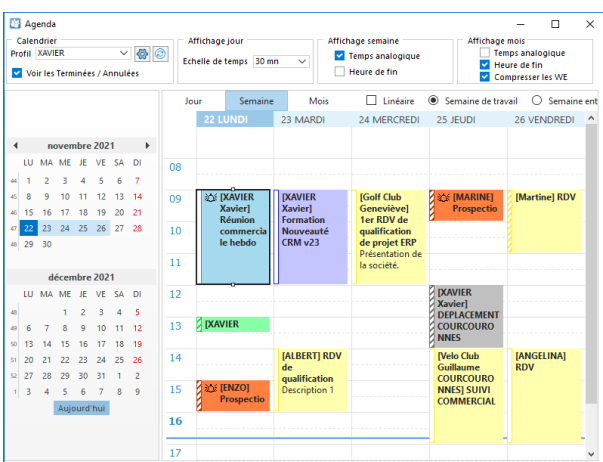 Agenda
Calendrier
Profil XAVIER
Voir les Terminées / Annulées
Affichage jour
Echelle de temps 30 mn
Affichage semaine
Temps analogique
Heure de fin
Affichage mois
Temps analogique
Heure de fin
Compresser les WE
Jour Semaine Mois Linéaire Semaine de travail Semaine ent
novembre 2021
LU MA ME JE VE SA DI
44 1 2 3 4 5 6 7
45 8 9 10 11 12 13 14
46 15 16 17 18 19 20 21
47 22 23 24 25 26 27 28
48 29 30
décembre 2021
LU MA ME JE VE SA DI
48 1 2 3 4 5
49 6 7 8 9 10 11 12
50 13 14 15 16 17 18 19
51 20 21 22 23 24 25 26
52 27 28 29 30 31 1 2
1 3 4 5 6 7 8 9
Aujourd'hui
22 LUNDI 23 MARDI 24 MERCREDI 25 JEUDI 26 VENDREDI
08
09
10
11
12
13
14
15
16
17
[XAVIER
Xavier]
Réunion
commercia
le hebdo
[XAVIER
[ENZO]
Prospectio
[XAVIER
Xavier]
Formation
Nouveauté
CRM v23
[ALBERT] RDV
de
qualification
Description 1
[Golf Club
Geneviève]
1er RDV de
qualification
de projet ERP
Présentation de
la société.
[MARINE]
Prospectio
[XAVIER
Xavier]
DEPLACEMENT
COURCOURO
NNES
[Velo Club
Guillaume
COURCOURO
NNES] SUIVI
COMMERCIAL
[Martine] RDV
[ANGELINA]
RDV